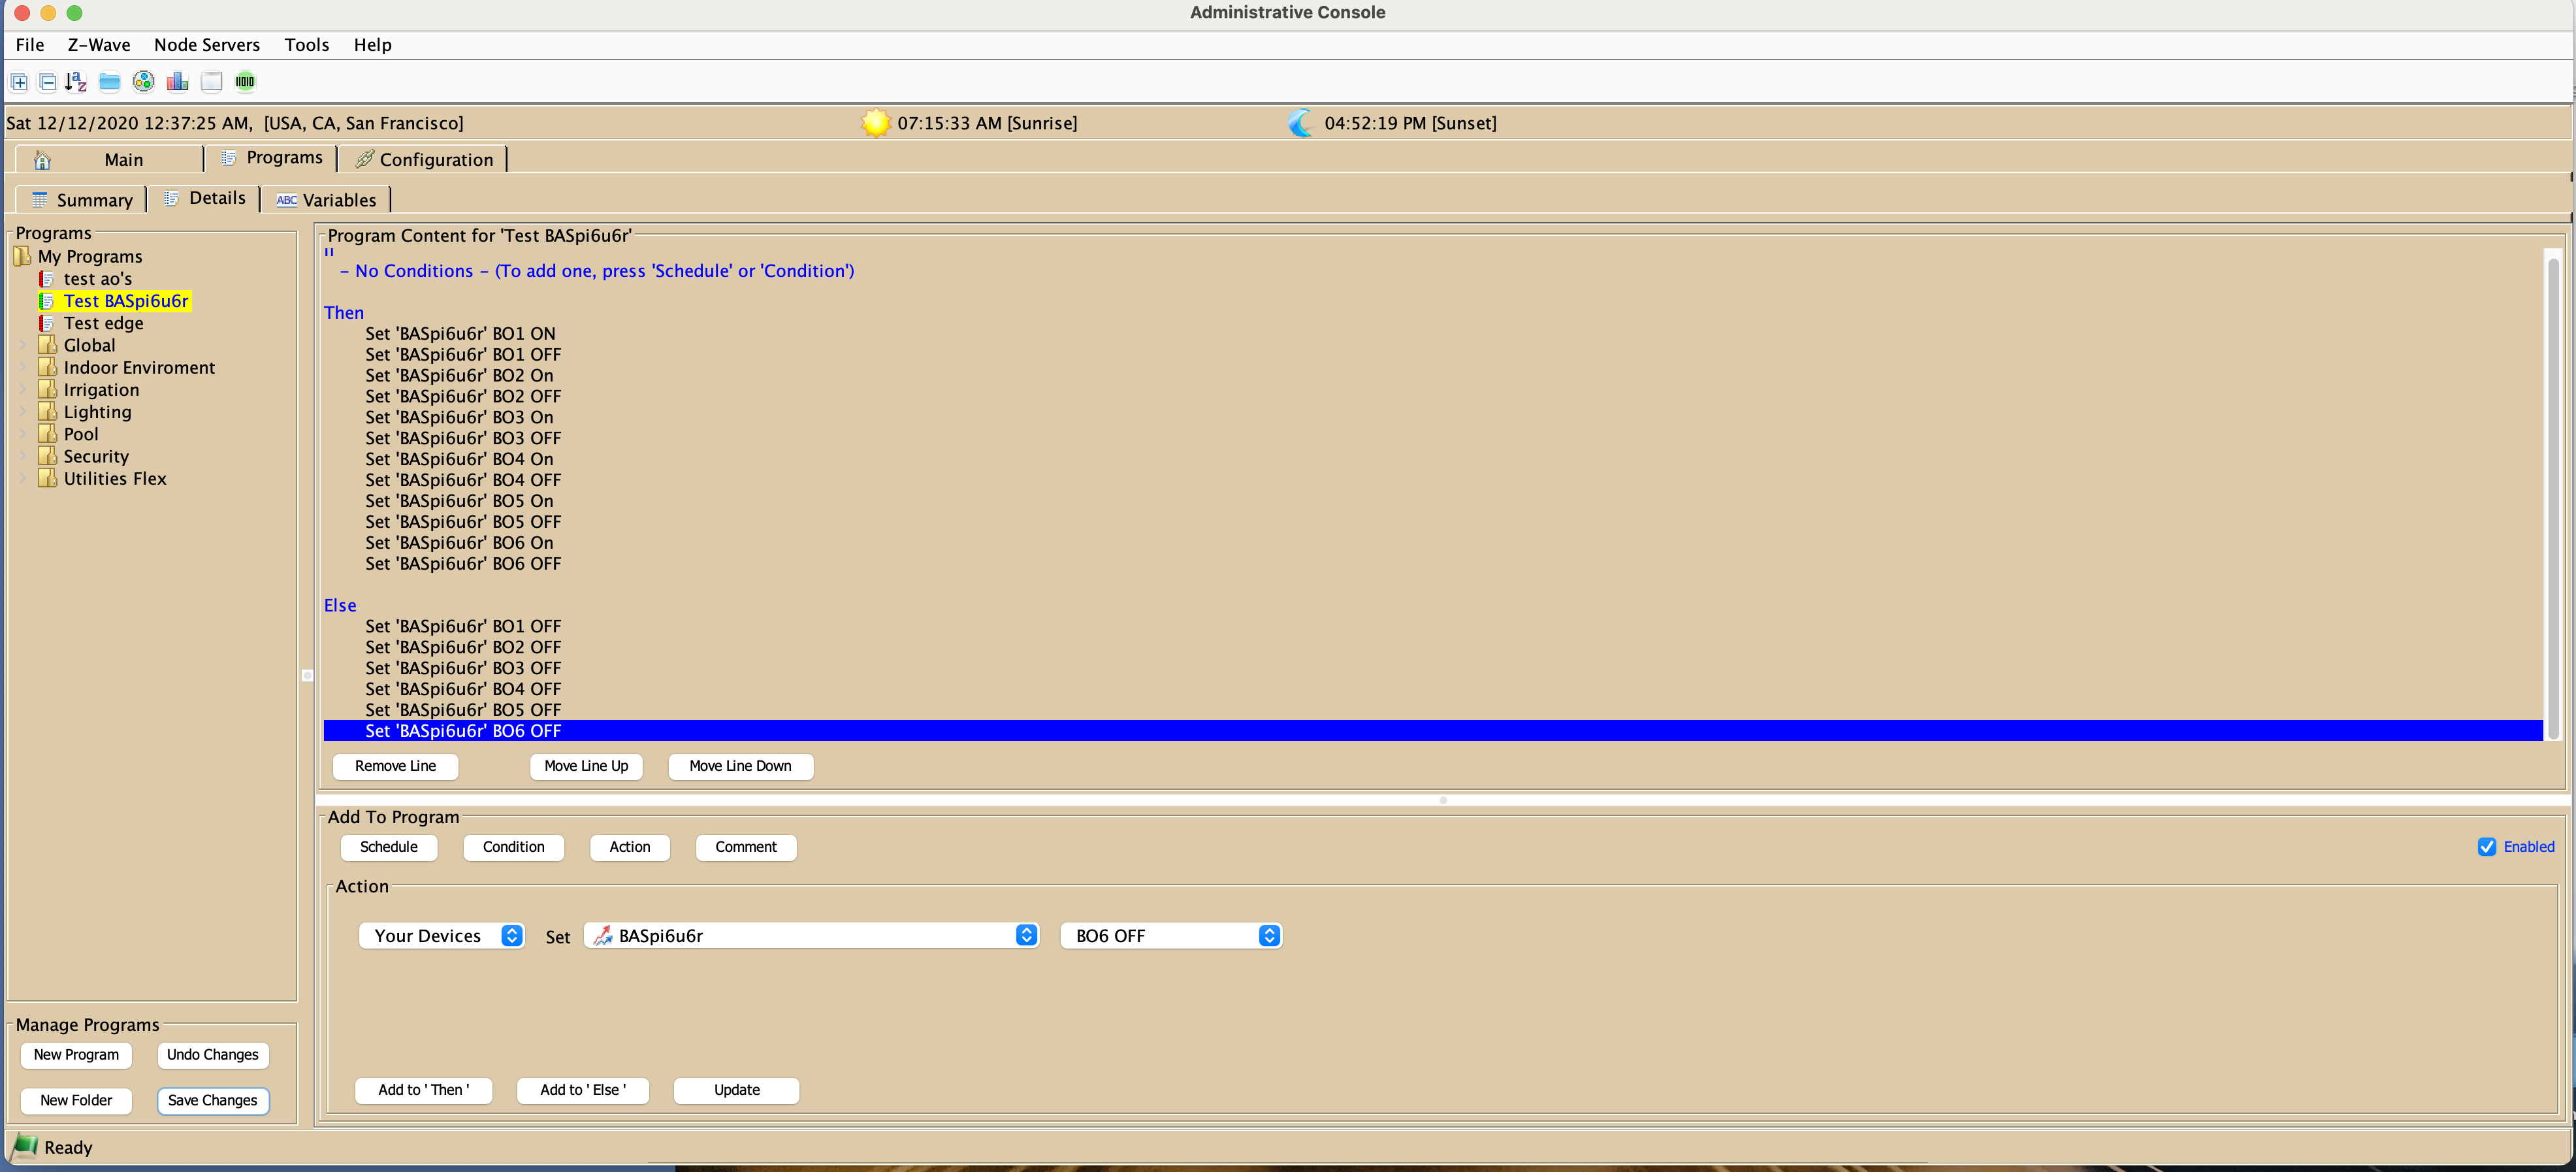 Administrative Console
File Z-Wave Node Servers Tools Help
Sat 12/12/2020 12:37:25 AM, [USA, CA, San Francisco] 07:15:33 AM [Sunrise] 04:52:19 PM [Sunset]
Main Programs Configuration
Summary Details ABC Variables
Programs
My Programs
test ao's
Test BASpi6u6r
Test edge
Global
Indoor Enviroment
Irrigation
Lighting
Pool
Security
Utilities Flex
Program Content for 'Test BASpi6u6r'
- No Conditions - (To add one, press 'Schedule' or 'Condition')
Then
Set 'BASpi6u6r' BO1 ON
Set 'BASpi6u6r' BO1 OFF
Set 'BASpi6u6r' BO2 On
Set 'BASpi6u6r' BO2 OFF
Set 'BASpi6u6r' BO3 On
Set 'BASpi6u6r' BO3 OFF
Set 'BASpi6u6r' BO4 On
Set 'BASpi6u6r' BO4 OFF
Set 'BASpi6u6r' BO5 On
Set 'BASpi6u6r' BO5 OFF
Set 'BASpi6u6r' BO6 On
Set 'BASpi6u6r' BO6 OFF
Else
Set 'BASpi6u6r' BO1 OFF
Set 'BASpi6u6r' BO2 OFF
Set 'BASpi6u6r' BO3 OFF
Set 'BASpi6u6r' BO4 OFF
Set 'BASpi6u6r' BO5 OFF
Set 'BASpi6u6r' BO6 OFF
Remove Line Move Line Up Move Line Down
Add To Program
Schedule Condition Action Comment Enabled
Action
Your Devices Set BASpi6u6r BO6 OFF
Add to ' Then ' Add to ' Else ' Update
Manage Programs
New Program Undo Changes
New Folder Save Changes
Ready